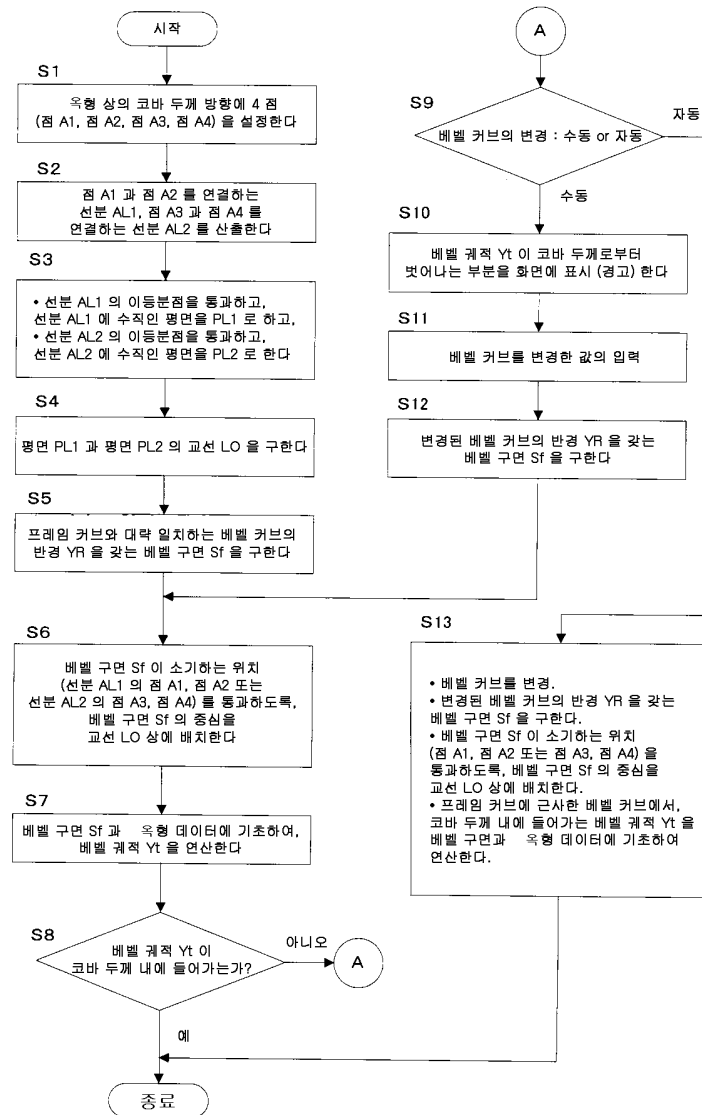 시작
S1
옥형 상의 코바 두께 방향에 4 점
(점 A1, 점 A2, 점 A3, 점 A4) 을 설정한다
S2
점 A1 과 점 A2 를 연결하는
선분 AL1, 점 A3 과 점 A4 를
연결하는 선분 AL2 를 산출한다
S3
• 선분 AL1 의 이등분점을 통과하고,
선분 AL1 에 수직인 평면을 PL1 로 하고,
• 선분 AL2 의 이등분점을 통과하고,
선분 AL2 에 수직인 평면을 PL2 로 한다
S4
평면 PL1 과 평면 PL2 의 교선 LO 을 구한다
S5
프레임 커브와 대략 일치하는 베벨 커브의
반경 YR 을 갖는 베벨 구면 Sf 을 구한다
S6
베벨 구면 Sf 이 소기하는 위치
(선분 AL1 의 점 A1, 점 A2 또는
선분 AL2 의 점 A3, 점 A4) 를 통과하도록,
베벨 구면 Sf 의 중심을
교선 LO 상에 배치한다
S7
베벨 구면 Sf 과 옥형 데이터에 기초하여,
베벨 궤적 Yt 을 연산한다
S8
베벨 궤적 Yt 이
코바 두께 내에 들어가는가?
아니오
A
예
종료
A
S9
베벨 커브의 변경 : 수동 or 자동
자동
수동
S10
베벨 궤적 Yt 이 코바 두께로부터
벗어나는 부분을 화면에 표시 (경고) 한다
S11
베벨 커브를 변경한 값의 입력
S12
변경된 베벨 커브의 반경 YR 을 갖는
베벨 구면 Sf 을 구한다
S13
• 베벨 커브를 변경.
• 변경된 베벨 커브의 반경 YR 을 갖는
베벨 구면 Sf 을 구한다.
• 베벨 구면 Sf 이 소기하는 위치
(점 A1, 점 A2 또는 점 A3, 점 A4) 을
통과하도록, 베벨 구면 Sf 의 중심을
교선 LO 상에 배치한다.
• 프레임 커브에 근사한 베벨 커브에서,
코바 두께 내에 들어가는 베벨 궤적 Yt 을
베벨 구면과 옥형 데이터에 기초하여
연산한다.